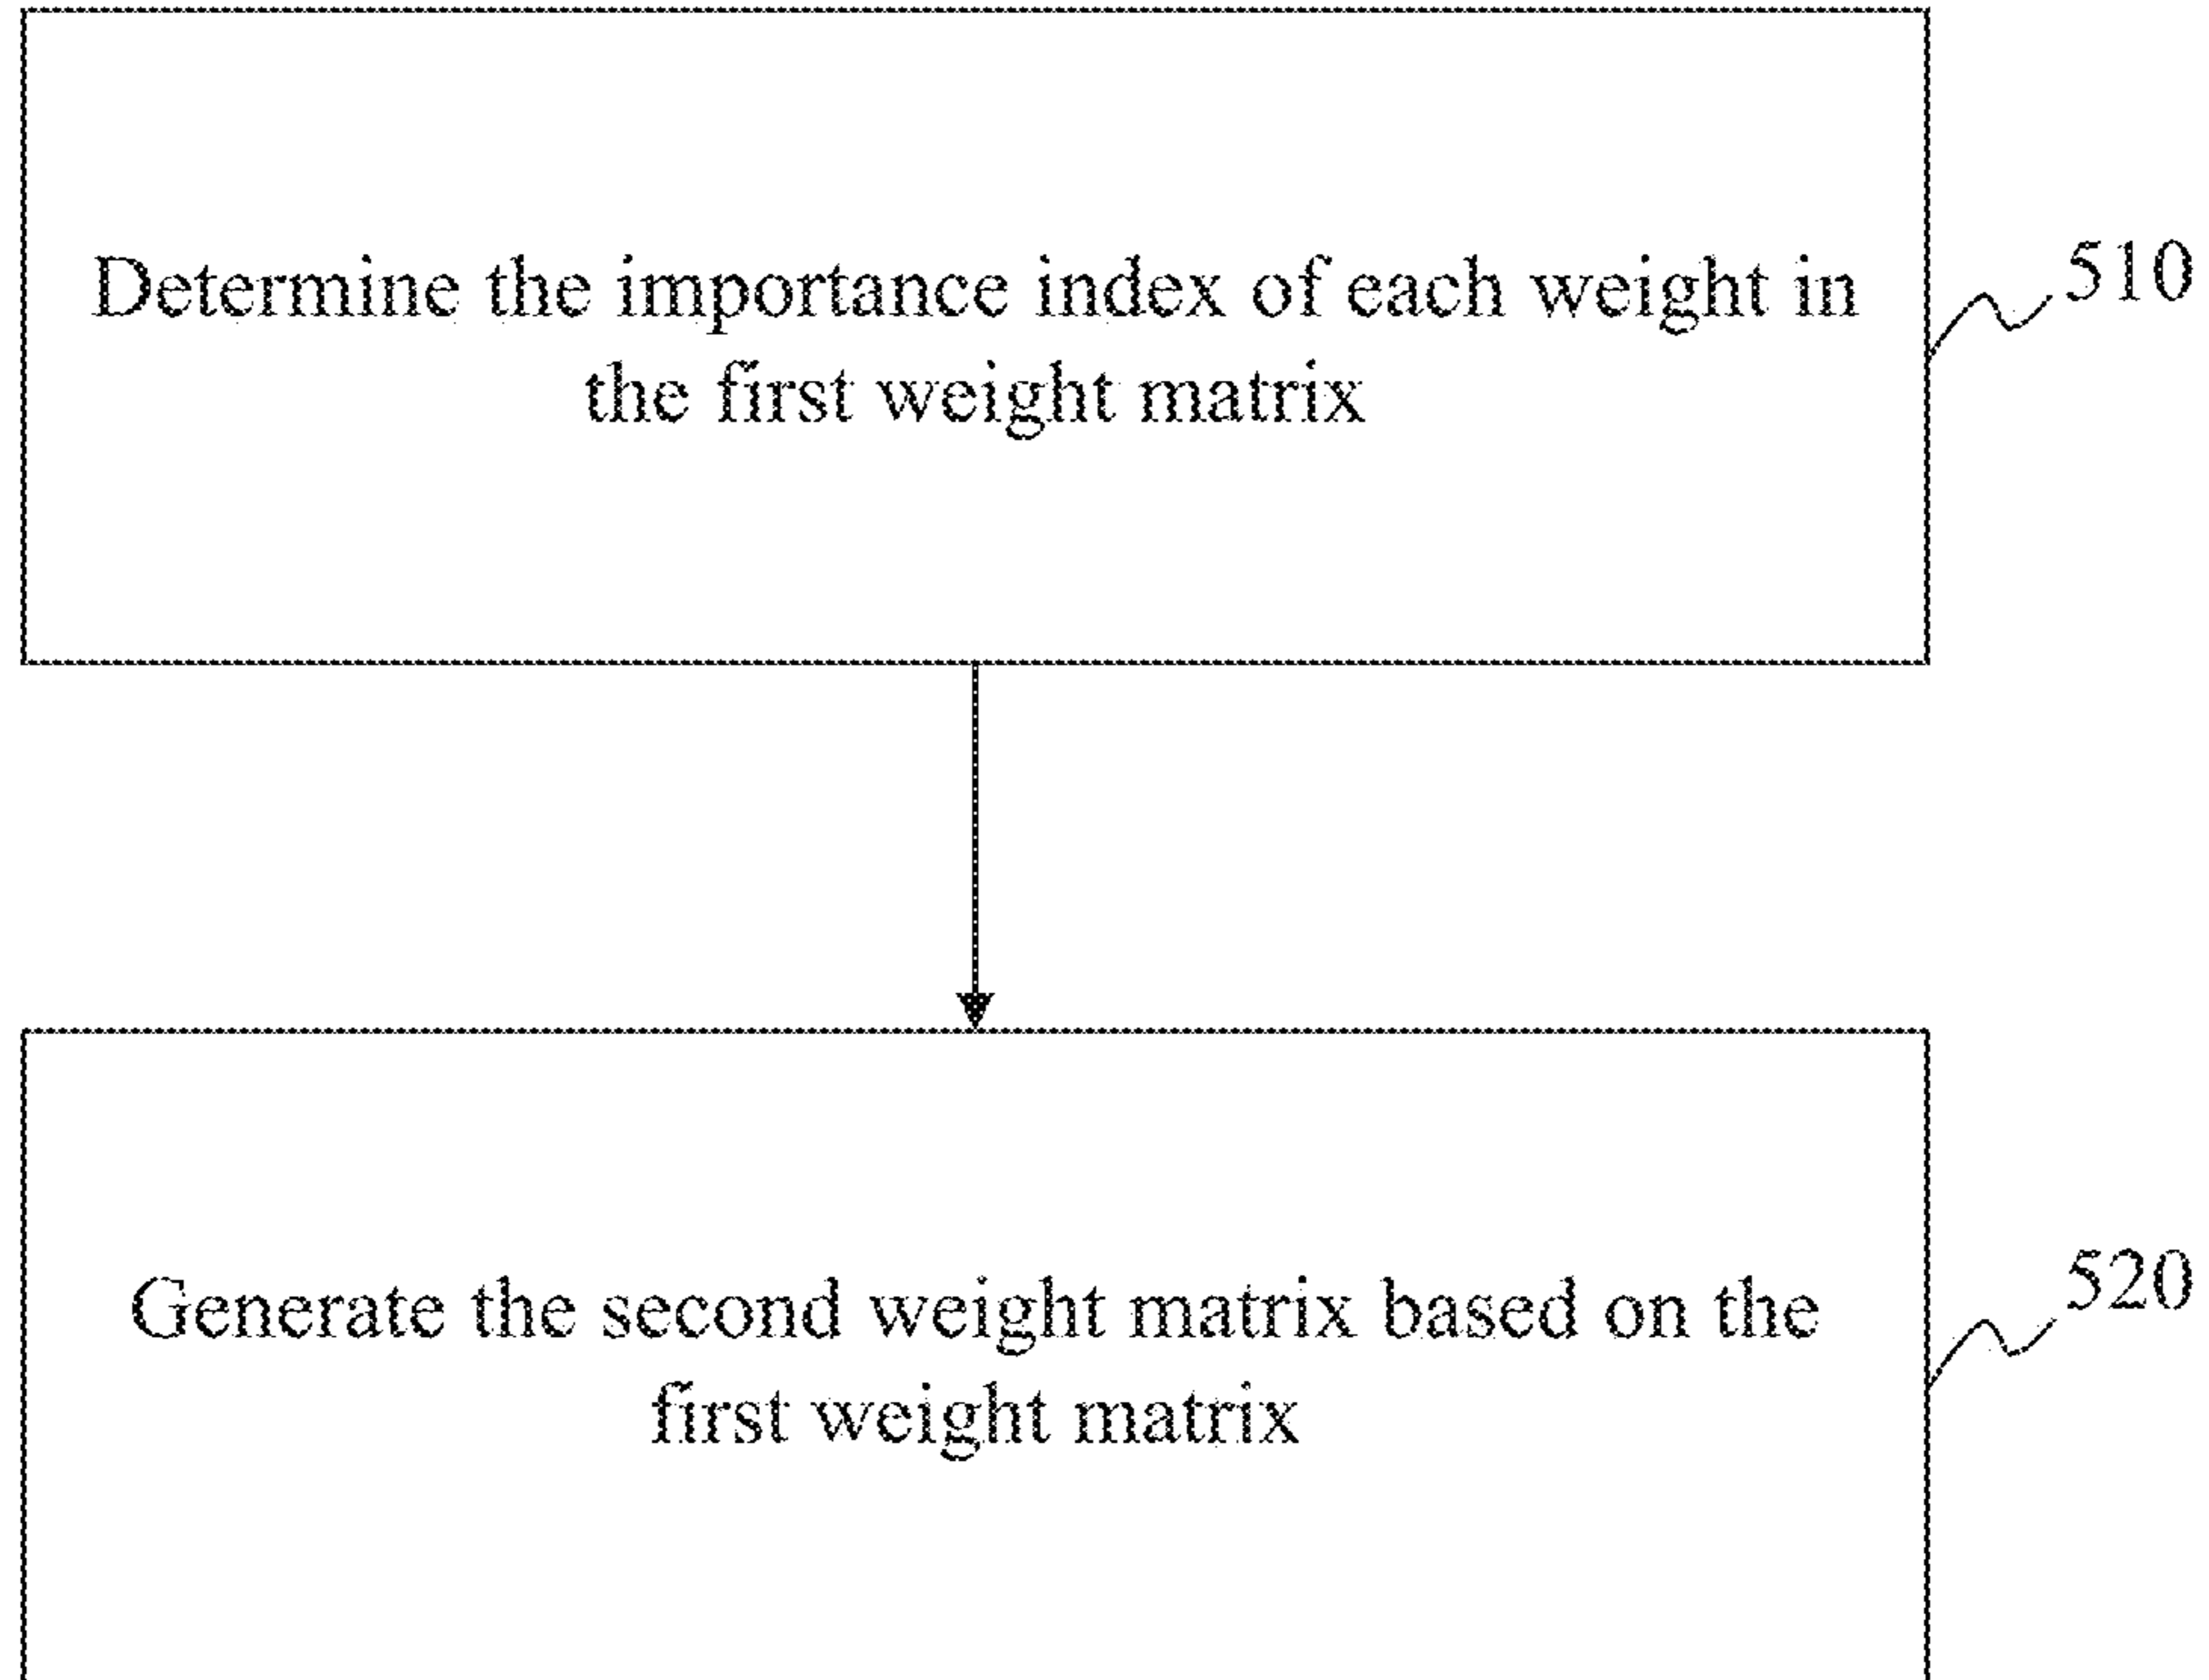 Determine the importance index of each weight in
the first weight matrix
510
Generate the second weight matrix based on the
first weight matrix
520